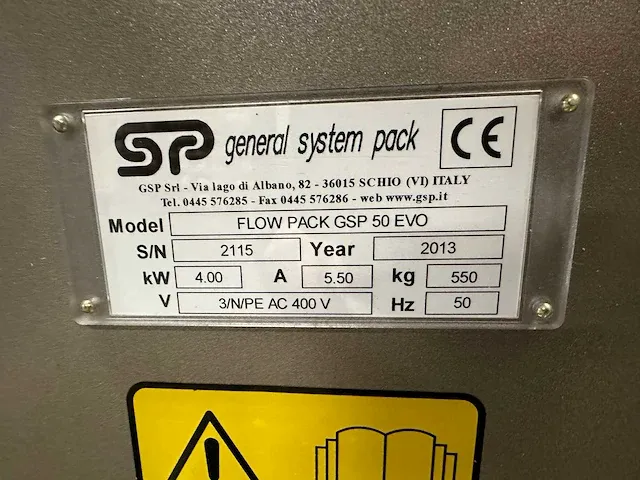 SP general system pack CE
GSP Srl - Via lago di Albano, 82 - 36015 SCHIO (VI) ITALY
Tel. 0445 576285 - Fax 0445 576286 - web www.gsp.it
Model FLOW PACK GSP 50 EVO
S/N 2115 Year 2013
kW 4.00 A 5.50 kg 550
V 3/N/PE AC 400 V Hz 50